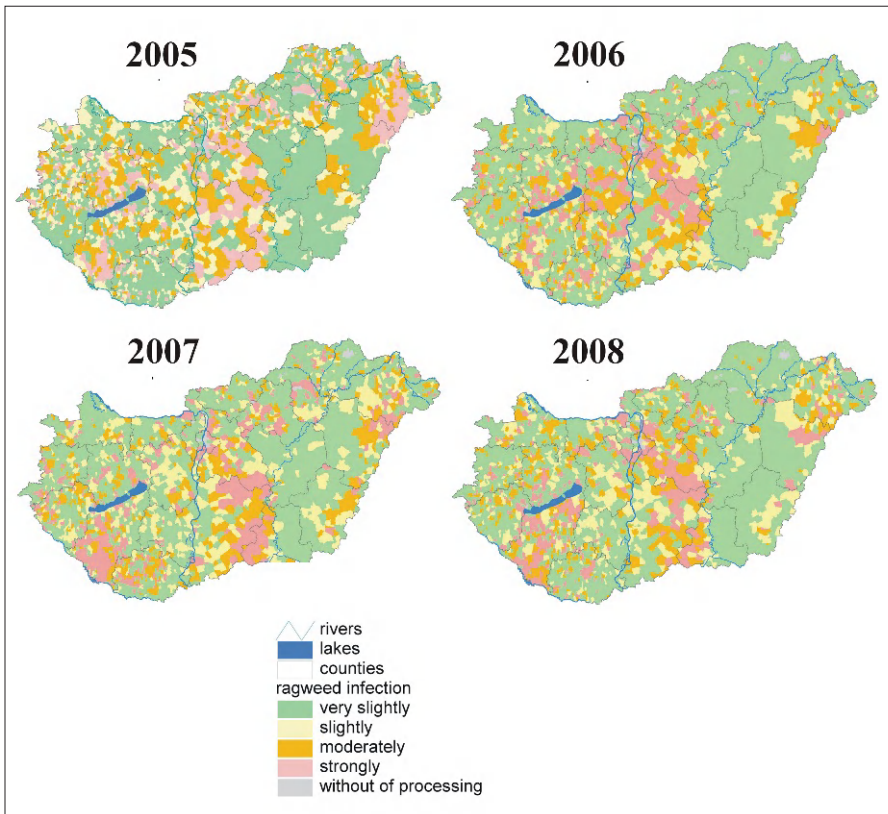 2005
2006
2007
2008
rivers
lakes
counties
ragweed infection
very slightly
slightly
moderately
strongly
without of processing